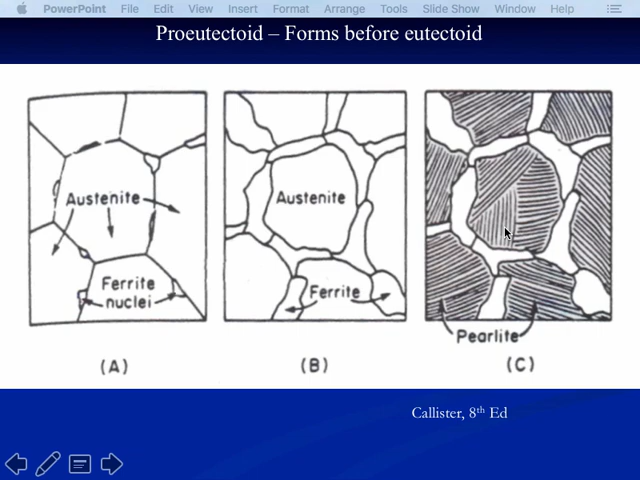 PowerPoint File Edit View Insert Format Arrange Tools Slide Show Window Help
Proeutectoid – Forms before eutectoid
Austenite
Ferrite
nuclei
(A)
Austenite
Ferrite
(B)
Pearlite
(C)
Callister, 8th Ed